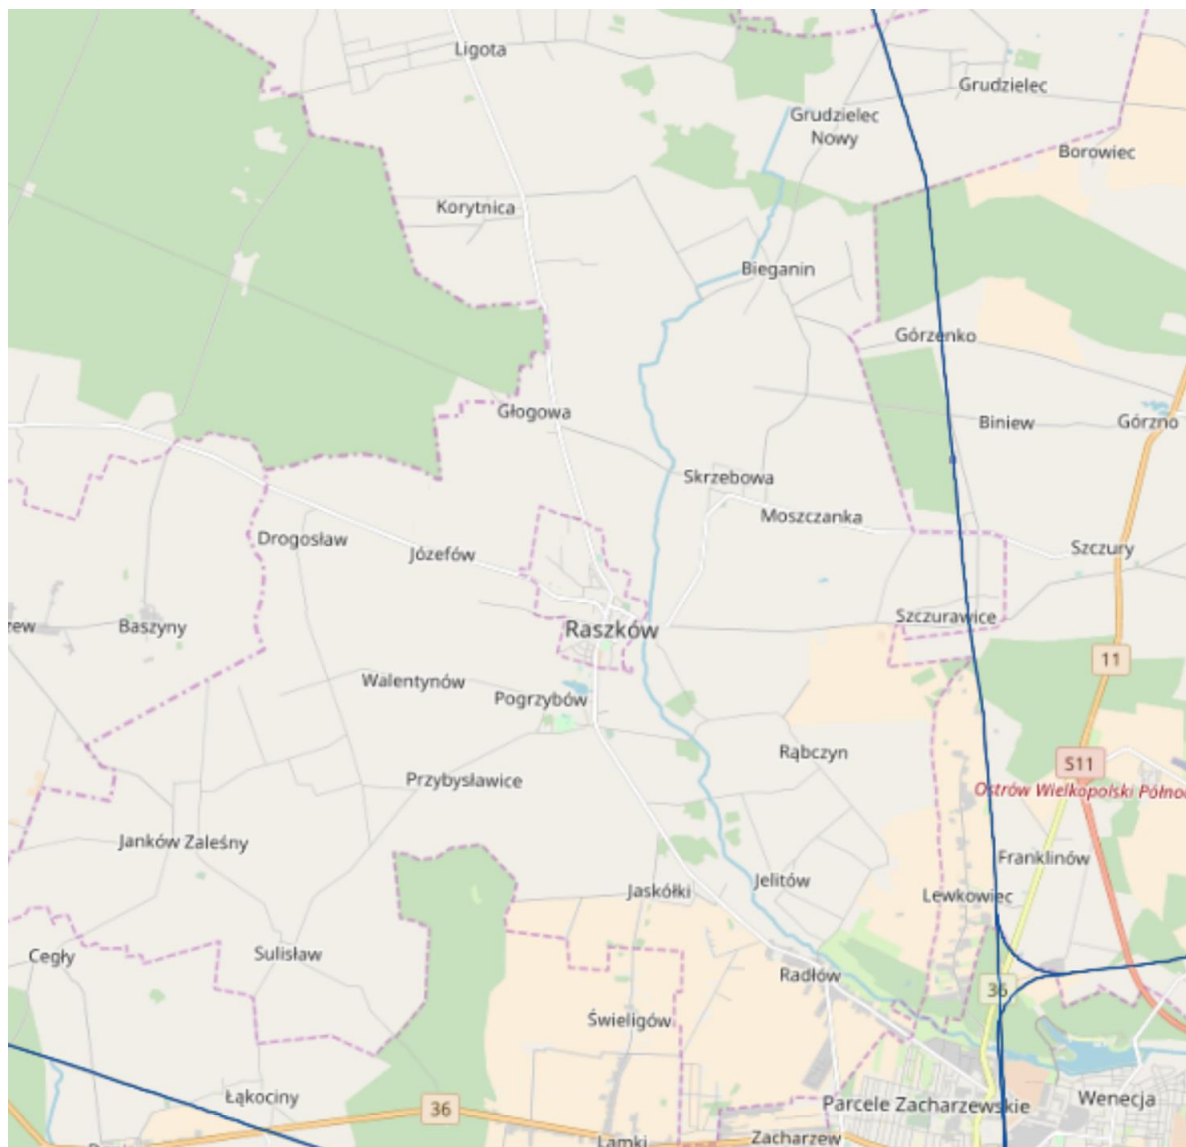 Ligota
Grudzielec
Grudzielec
Nowy
Borowiec
Korytnica
Bieganin
Górzenko
Głogowa
Biniew
Górzno
Skrzebowa
Moszczanka
Drogosław
Józefów
Szczury
zew
Baszyny
Raszków
Szczurawice
11
Walentynów
Pogrzybów
Rąbczyn
S11
Przybysławice
Ostrów Wielkopolski Półno
Janków Zaleśny
Franklinów
Jaskółki
Jelitów
Lewkowiec
Cegły
Sulisław
Radłów
36
Świeligów
Łąkociny
36
Parcele Zacharzewskie
Wenecja
Lamki
Zacharzew